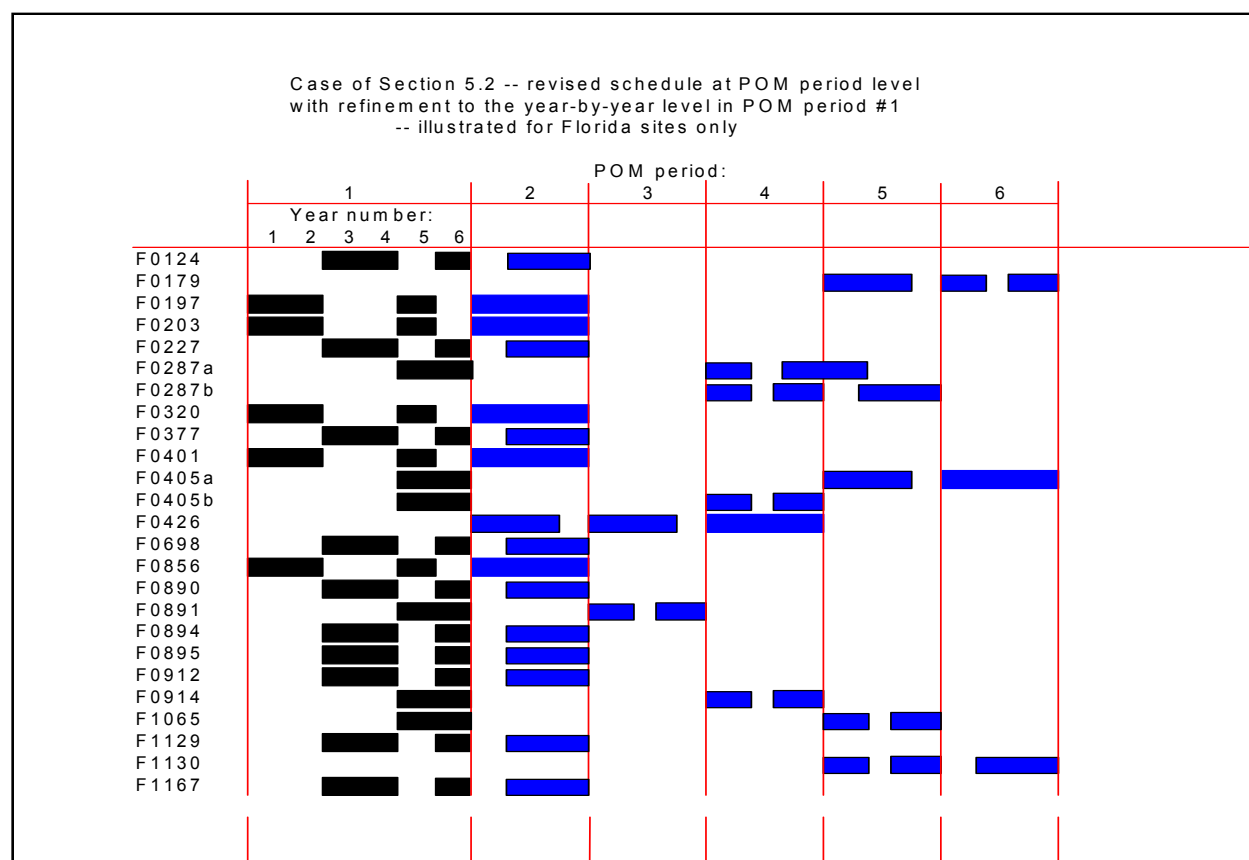 Case of Section 5.2 -- revised schedule at POM period level
with refinement to the year-by-year level in POM period #1
-- illustrated for Florida sites only
POM period:
1 2 3 4 5 6
Year number:
1 2 3 4 5 6
F0124
F0179
F0197
F0203
F0227
F0287a
F0287b
F0320
F0377
F0401
F0405a
F0405b
F0426
F0698
F0856
F0890
F0891
F0894
F0895
F0912
F0914
F1065
F1129
F1130
F1167